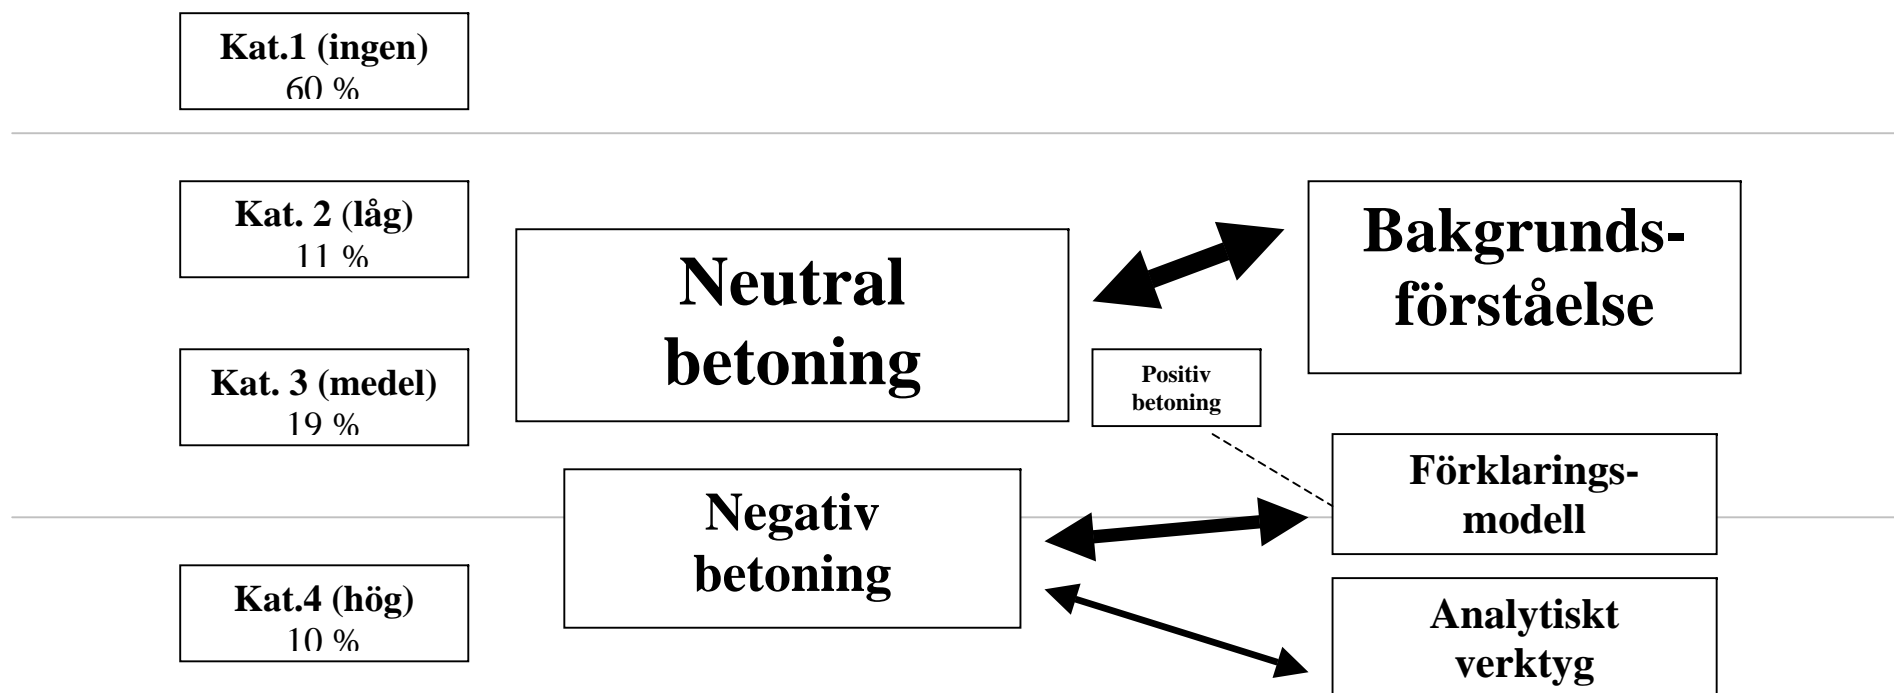 Kat.1 (ingen)
60 %
Kat. 2 (låg)
11 %
Kat. 3 (medel)
19 %
Kat.4 (hög)
10 %
Neutral
betoning
Negativ
betoning
Positiv
betoning
Bakgrunds-
förståelse
Förklarings-
modell
Analytiskt
verktyg